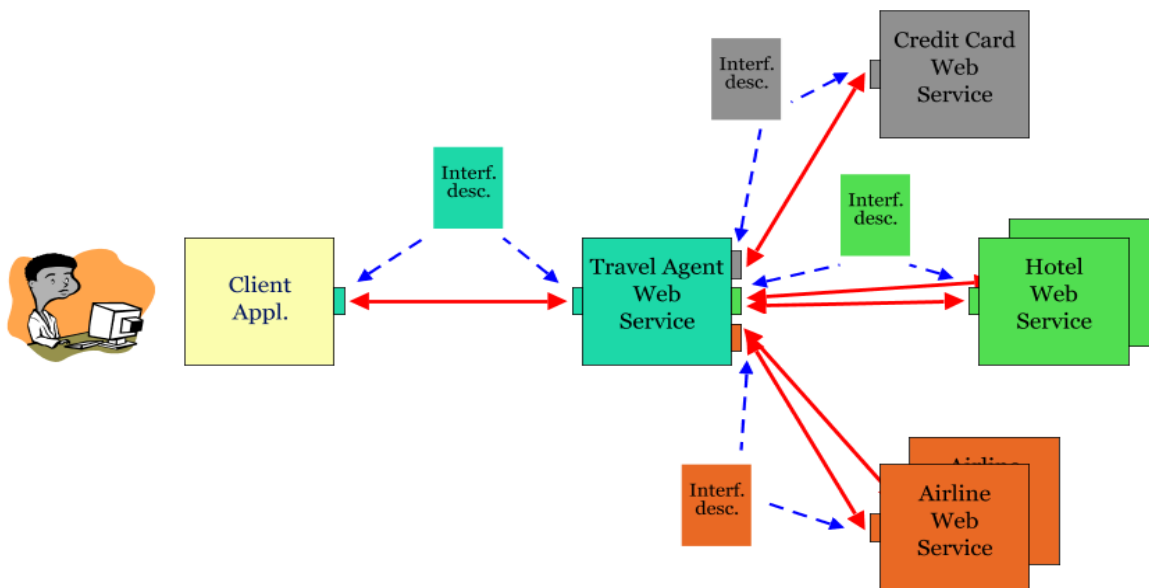 Credit Card
Web
Service
Interf.
desc.
Interf.
desc.
Interf.
desc.
Client
Appl.
Travel Agent
Web
Service
Hotel
Web
Service
Airline
Interf.
desc.
Airline
Web
Service